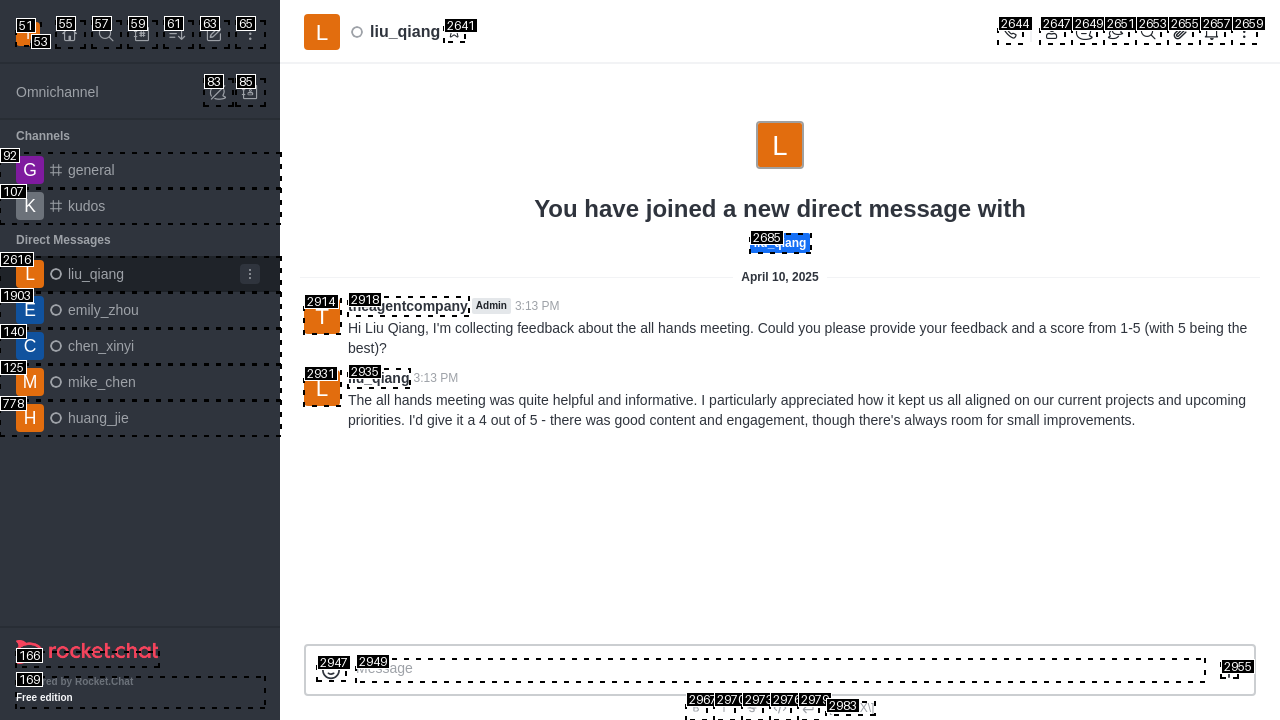 51
53
55
57
59
61
63
65
Omnichannel
83
85
Channels
92
G
general
107
K
kudos
Direct Messages
2616
L
liu_qiang
1903
E
emily_zhou
140
C
chen_xinyi
125
M
mike_chen
778
H
huang_jie
166
rocket.chat
169
by Rocket.Chat
Free edition
L
liu_qiang
2641
2644
2647
2649
2651
2653
2655
2657
2659
L
You have joined a new direct message with
2685
April 10, 2025
2914
2918
theagentcompany
Admin
3:13 PM
T
Hi Liu Qiang, I'm collecting feedback about the all hands meeting. Could you please provide your feedback and a score from 1-5 (with 5 being the
best)?
2931
2935
liu_qiang
3:13 PM
L
The all hands meeting was quite helpful and informative. I particularly appreciated how it kept us all aligned on our current projects and upcoming
priorities. I'd give it a 4 out of 5 - there was good content and engagement, though there's always room for small improvements.
2947
2949
Message
2955
2967
2970
2973
2976
2979
2983